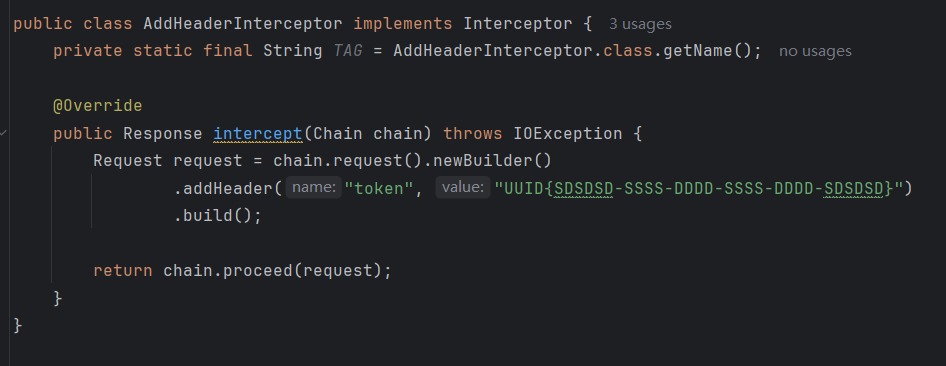 public class AddHeaderInterceptor implements Interceptor { 3 usages
    private static final String TAG = AddHeaderInterceptor.class.getName(); no usages

    @Override
    public Response intercept(Chain chain) throws IOException {
        Request request = chain.request().newBuilder()
                .addHeader( name: "token", value: "UUID{SDSDSD-SSSS-DDDD-SSSS-DDDD-SDSDSD}")
                .build();

        return chain.proceed(request);
    }
}